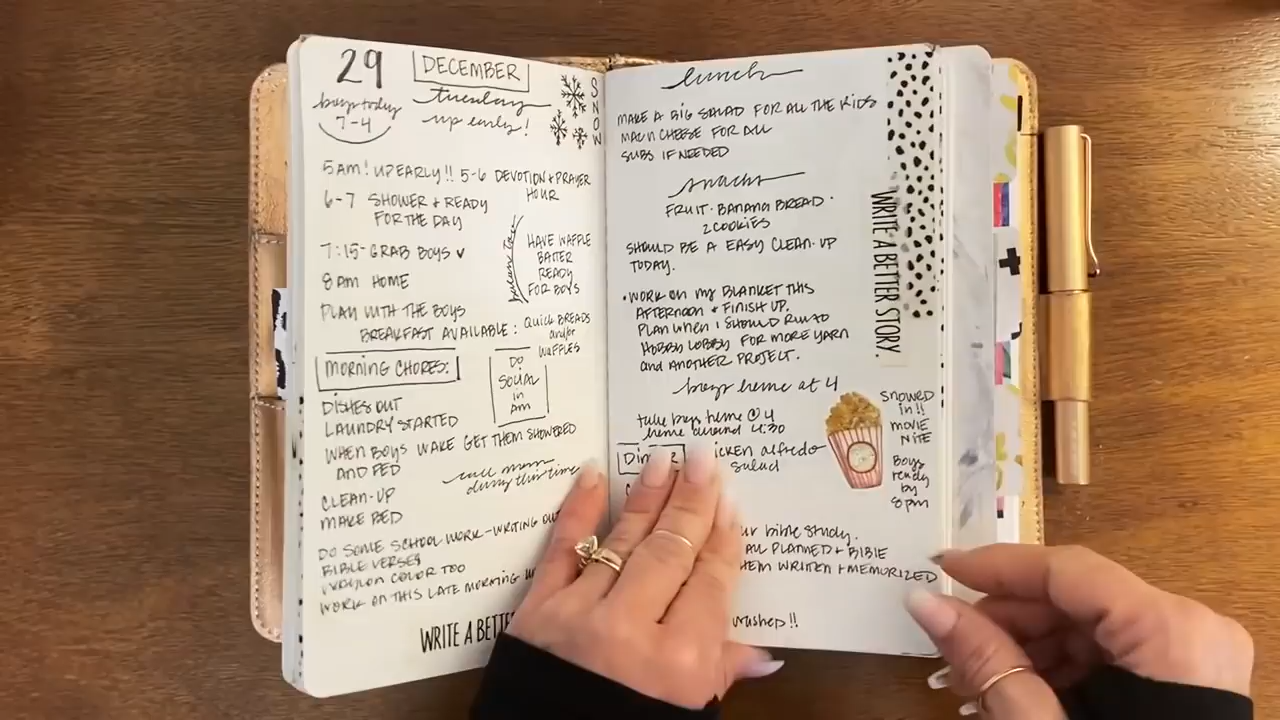 29
DECEMBER
boys today
7-4
tuesday
up early!
SNOW
5AM! UP EARLY!! 5-6 DEVOTION + PRAYER
HOUR
6-7 SHOWER + READY
FOR THE DAY
7:15-GRAB BOYS ✓
8AM HOME
HAVE WAFFLE
BATTER
READY
FOR BOYS
PLAY WITH THE BOYS
BREAKFAST AVAILABLE: QUICK BREADS
and/or
WAFFLES
MORNING CHORES:
DO
SOCIAL
in
AM
DISHES OUT
LAUNDRY STARTED
WHEN BOYS WAKE GET THEM SHOWERED
AND FED
call mom
during this time
CLEAN-UP
MAKE BED
DO SOME SCHOOL WORK-WRITING OUT
BIBLE VERSES
COLOR TOO
WORK ON THIS LATE MORNING
WRITE A BETTE
lunch
MAKE A BIG SALAD FOR ALL THE KIDS
MAC N CHEESE FOR ALL
SUBS IF NEEDED
snacks
FRUIT · BANANA BREAD ·
2 COOKIES
SHOULD BE A EASY CLEAN-UP
TODAY.
• WORK ON MY BLANKET THIS
AFTERNOON + FINISH UP.
PLAN WHEN I SHOULD RUN TO
HOBBY LOBBY FOR MORE YARN
and ANOTHER PROJECT.
WRITE A BETTER STORY.
boys home at 4
take boys home @ 4
home around 4:30
icken alfredo
salad
SNOWED
in!!
MOVIE
NITE
BOYS
ready
by
8pm
ur bible study.
ALL PLANNED + BIBLE
HEM WRITTEN + MEMORIZED
washed!!